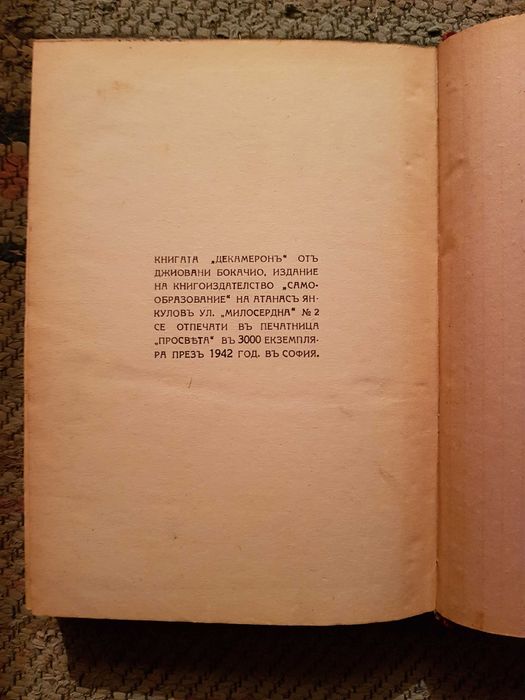 КНИГАТА „ДЕКАМЕРОНЪ“ ОТЪ
ДЖИОВАНИ БОКАЧИО, ИЗДАНИЕ
НА КНИГОИЗДАТЕЛСТВО „САМО-
ОБРАЗОВАНИЕ“ НА АТАНАСЪ ЯН-
КУЛОВЪ УЛ. „МИЛОСЕРДНА“ № 2
СЕ ОТПЕЧАТИ ВЪ ПЕЧАТНИЦА
„ПРОСВѢТА“ ВЪ 3000 ЕКЗЕМПЛЯ-
РА ПРЕЗЪ 1942 ГОД. ВЪ СОФИЯ.